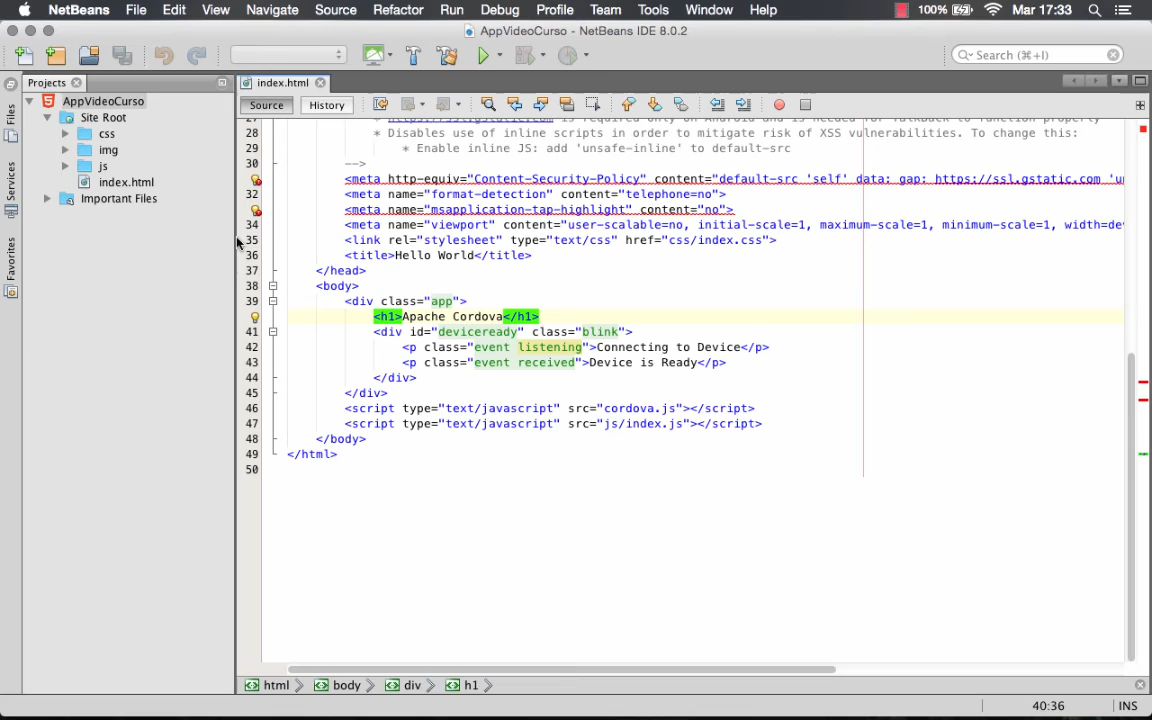 NetBeans File Edit View Navigate Source Refactor Run Debug Profile Team Tools Window Help 100% Mar 17:33
AppVideoCurso - NetBeans IDE 8.0.2
Search (⌘+I)
Projects
index.html
AppVideoCurso
Site Root
css
img
js
index.html
Important Files
Files
Services
Favorites
Source History
28 * Disables use of inline scripts in order to mitigate risk of XSS vulnerabilities. To change this:
29 * Enable inline JS: add 'unsafe-inline' to default-src
30 -->
<meta http-equiv="Content-Security-Policy" content="default-src 'self' data: gap: https://ssl.gstatic.com
32 <meta name="format-detection" content="telephone=no">
<meta name="msapplication-tap-highlight" content="no">
34 <meta name="viewport" content="user-scalable=no, initial-scale=1, maximum-scale=1, minimum-scale=1,
35 <link rel="stylesheet" type="text/css" href="css/index.css">
36 <title>Hello World</title>
37 </head>
38 <body>
39 <div class="app">
<h1>Apache Cordova</h1>
41 <div id="deviceready" class="blink">
42 <p class="event listening">Connecting to Device</p>
43 <p class="event received">Device is Ready</p>
44 </div>
45 </div>
46 <script type="text/javascript" src="cordova.js"></script>
47 <script type="text/javascript" src="js/index.js"></script>
48 </body>
49 </html>
50
html body div h1
40:36 INS